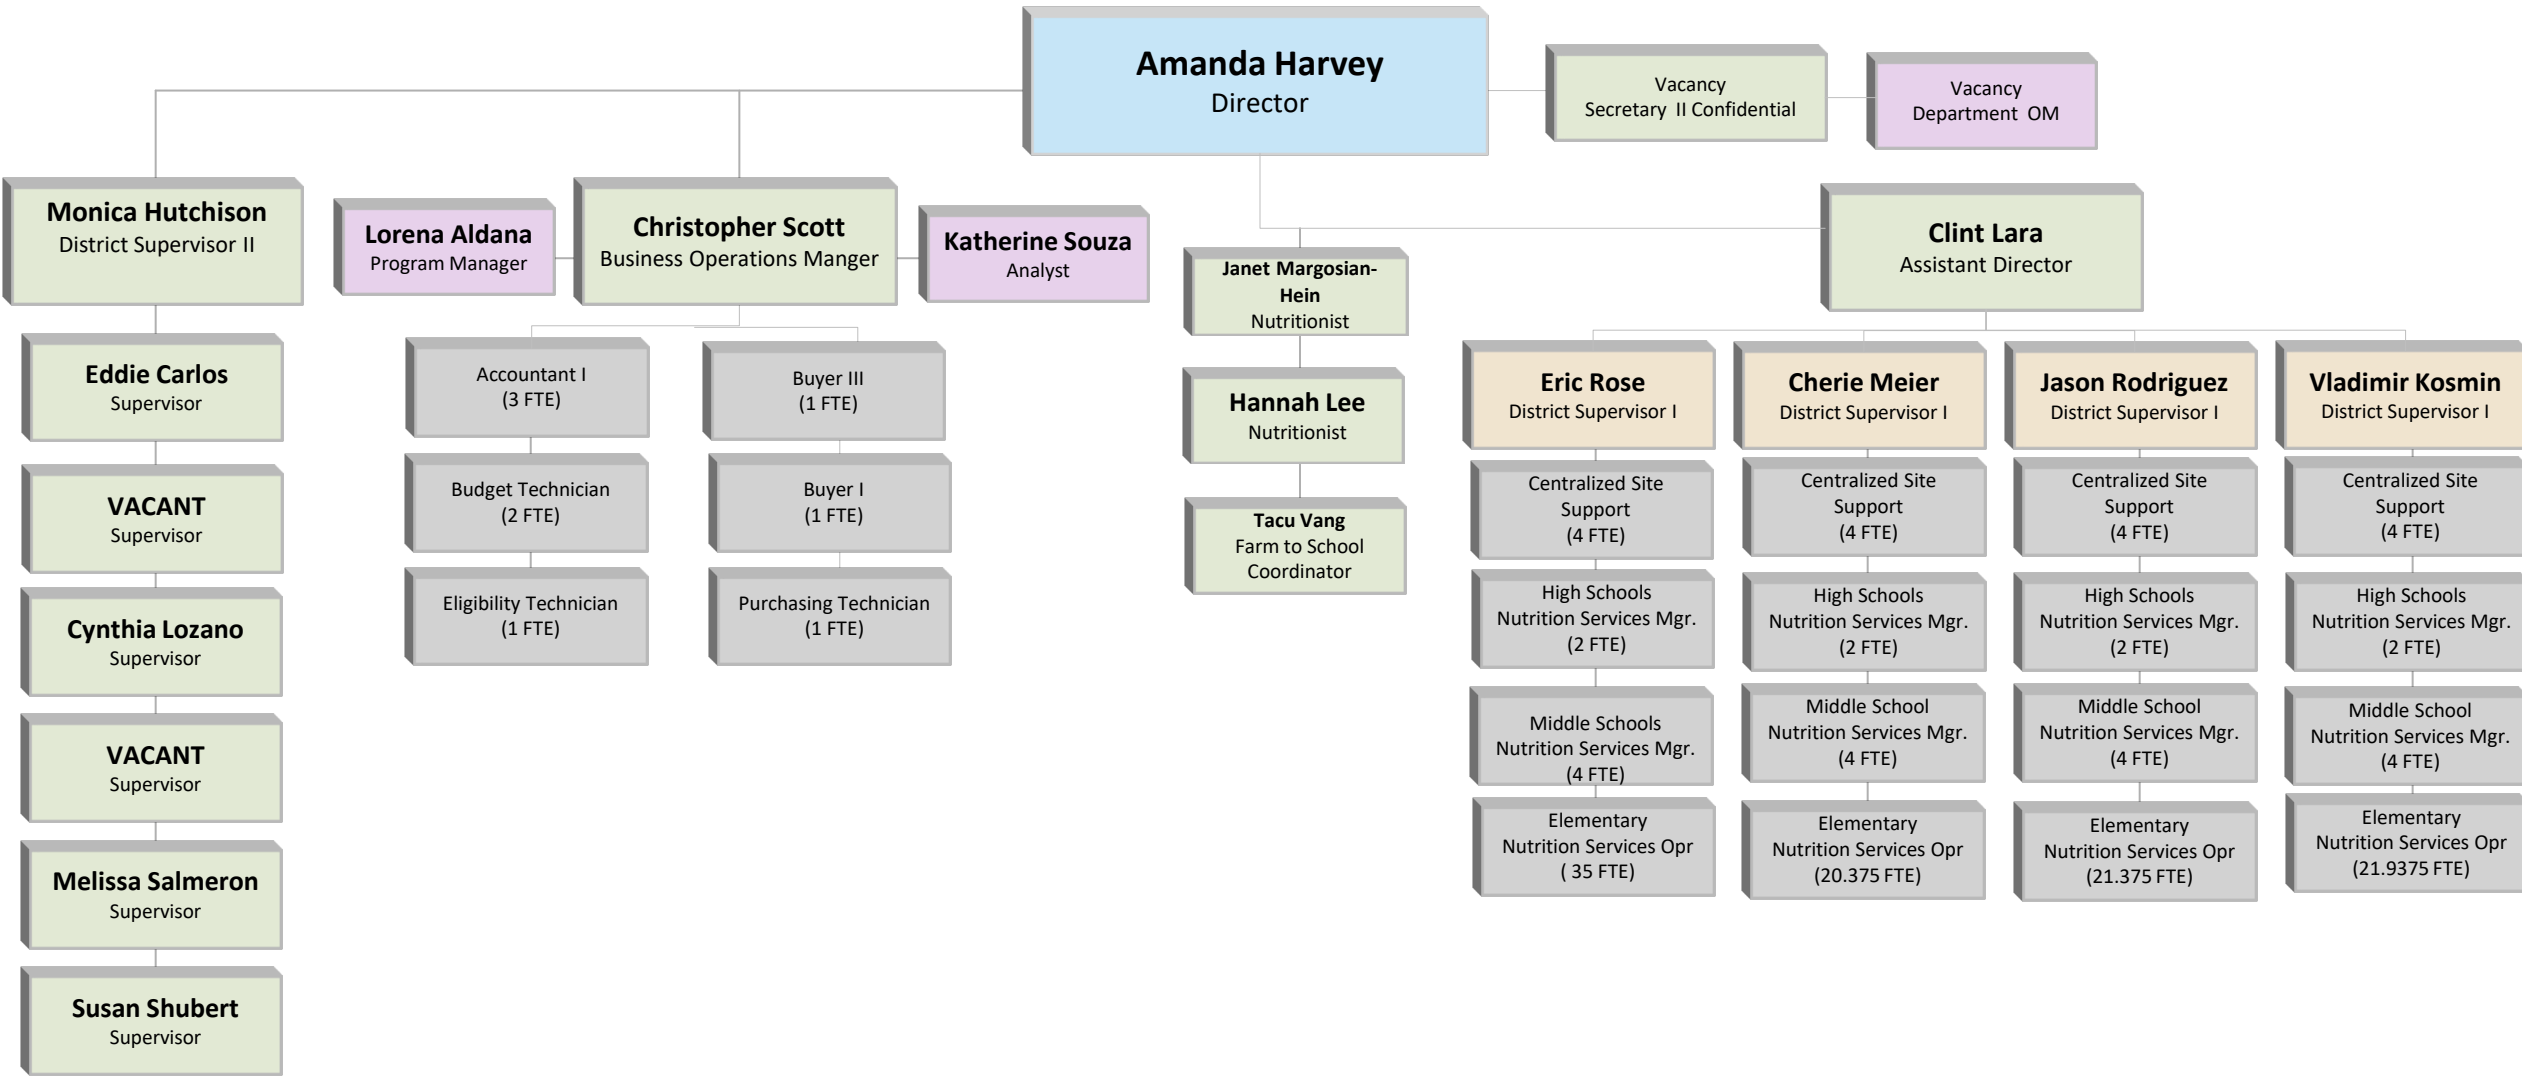 Amanda Harvey
Director
Vacancy
Secretary II Confidential
Vacancy
Department OM
Monica Hutchison
District Supervisor II
Lorena Aldana
Program Manager
Christopher Scott
Business Operations Manger
Katherine Souza
Analyst
Clint Lara
Assistant Director
Eddie Carlos
Supervisor
VACANT
Supervisor
Cynthia Lozano
Supervisor
VACANT
Supervisor
Melissa Salmeron
Supervisor
Susan Shubert
Supervisor
Accountant I
(3 FTE)
Budget Technician
(2 FTE)
Eligibility Technician
(1 FTE)
Buyer III
(1 FTE)
Buyer I
(1 FTE)
Purchasing Technician
(1 FTE)
Janet Margosian-
Hein
Nutritionist
Hannah Lee
Nutritionist
Tacu Vang
Farm to School
Coordinator
Eric Rose
District Supervisor I
Centralized Site
Support
(4 FTE)
High Schools
Nutrition Services Mgr.
(2 FTE)
Middle Schools
Nutrition Services Mgr.
(4 FTE)
Elementary
Nutrition Services Opr
( 35 FTE)
Cherie Meier
District Supervisor I
Centralized Site
Support
(4 FTE)
High Schools
Nutrition Services Mgr.
(2 FTE)
Middle School
Nutrition Services Mgr.
(4 FTE)
Elementary
Nutrition Services Opr
(20.375 FTE)
Jason Rodriguez
District Supervisor I
Centralized Site
Support
(4 FTE)
High Schools
Nutrition Services Mgr.
(2 FTE)
Middle School
Nutrition Services Mgr.
(4 FTE)
Elementary
Nutrition Services Opr
(21.375 FTE)
Vladimir Kosmin
District Supervisor I
Centralized Site
Support
(4 FTE)
High Schools
Nutrition Services Mgr.
(2 FTE)
Middle School
Nutrition Services Mgr.
(4 FTE)
Elementary
Nutrition Services Opr
(21.9375 FTE)